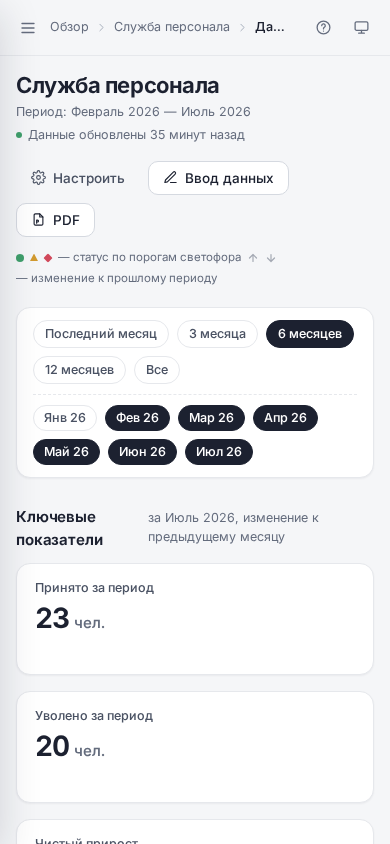 Обзор > Служба персонала > Да...
Служба персонала
Период: Февраль 2026 — Июль 2026
Данные обновлены 35 минут назад
Настроить
Ввод данных
PDF
— статус по порогам светофора ↑ ↓
— изменение к прошлому периоду
Последний месяц
3 месяца
6 месяцев
12 месяцев
Все
Янв 26
Фев 26
Мар 26
Апр 26
Май 26
Июн 26
Июл 26
Ключевые
показатели
за Июль 2026, изменение к
предыдущему месяцу
Принято за период
23 чел.
Уволено за период
20 чел.
Чистый прирост